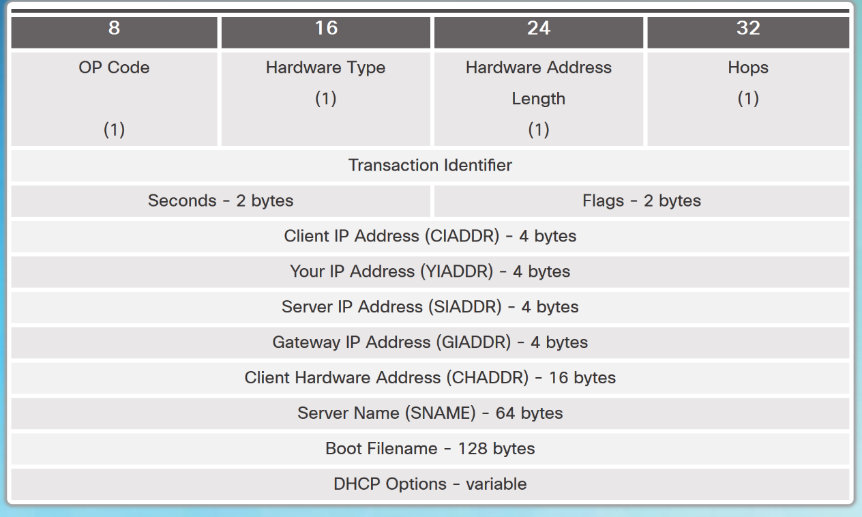 8 16 24 32
OP Code Hardware Type Hardware Address Hops
(1) Length (1)
(1) (1)
Transaction Identifier
Seconds - 2 bytes Flags - 2 bytes
Client IP Address (CIADDR) - 4 bytes
Your IP Address (YIADDR) - 4 bytes
Server IP Address (SIADDR) - 4 bytes
Gateway IP Address (GIADDR) - 4 bytes
Client Hardware Address (CHADDR) - 16 bytes
Server Name (SNAME) - 64 bytes
Boot Filename - 128 bytes
DHCP Options - variable